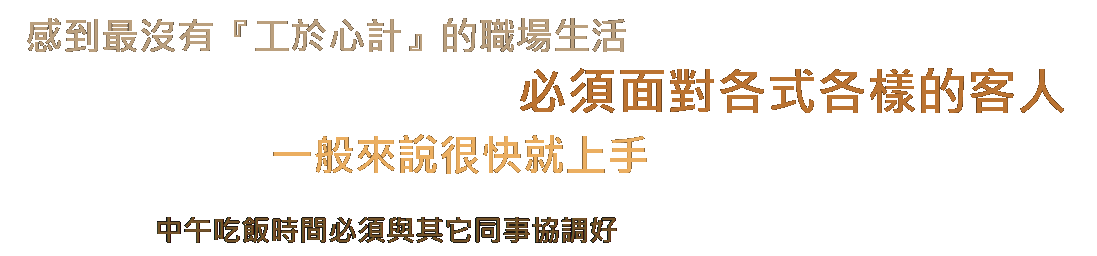 感到最沒有『工於心計』的職場生活
必須面對各式各樣的客人
一般來說很快就上手
中午吃飯時間必須與其它同事協調好